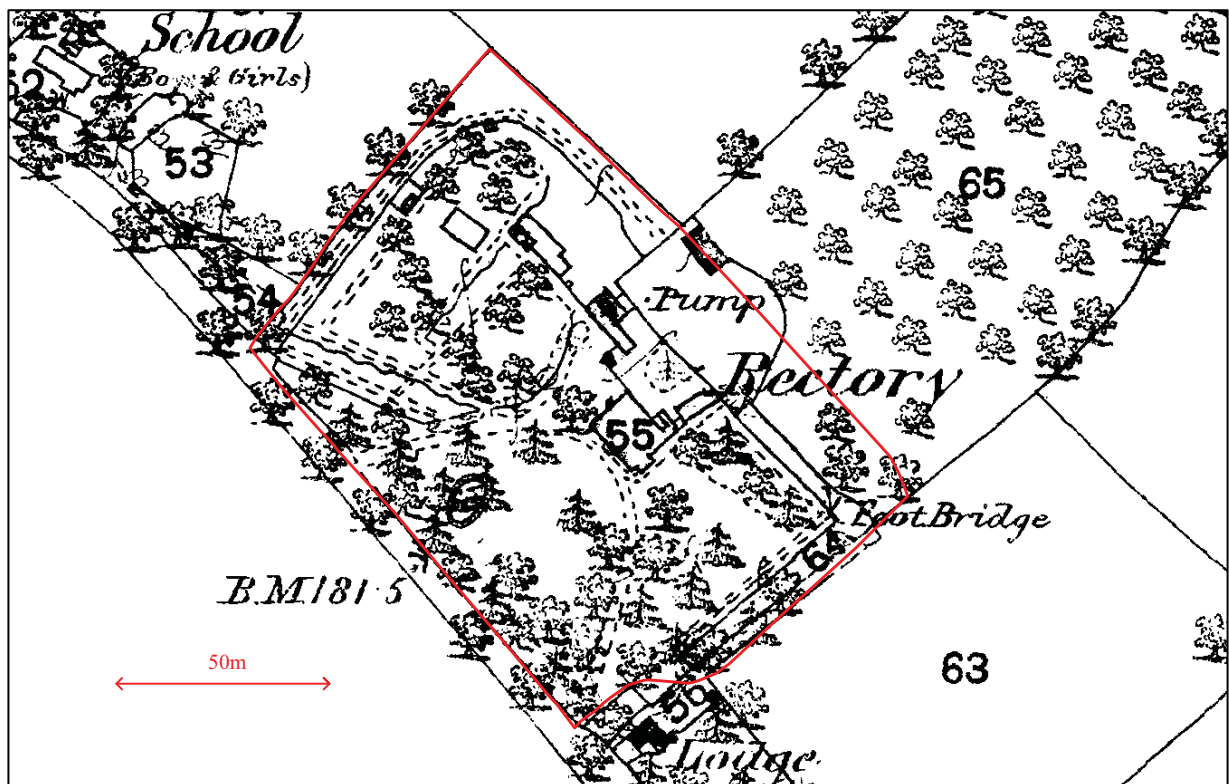 School
(Boys & Girls)
52
53
65
54
Pump
Rectory
55
Foot Bridge
64
B.M.181·5
50m
63
56
Lodge